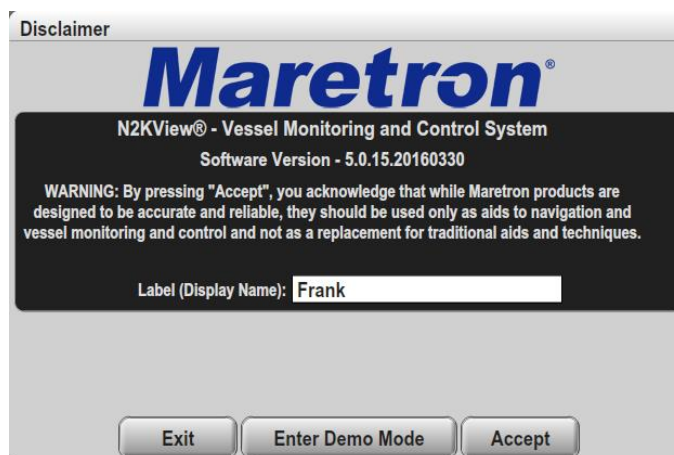 Disclaimer
Maretron®
N2KView® - Vessel Monitoring and Control System
Software Version - 5.0.15.20160330
WARNING: By pressing "Accept", you acknowledge that while Maretron products are
designed to be accurate and reliable, they should be used only as aids to navigation and
vessel monitoring and control and not as a replacement for traditional aids and techniques.
Label (Display Name): Frank
Exit Enter Demo Mode Accept